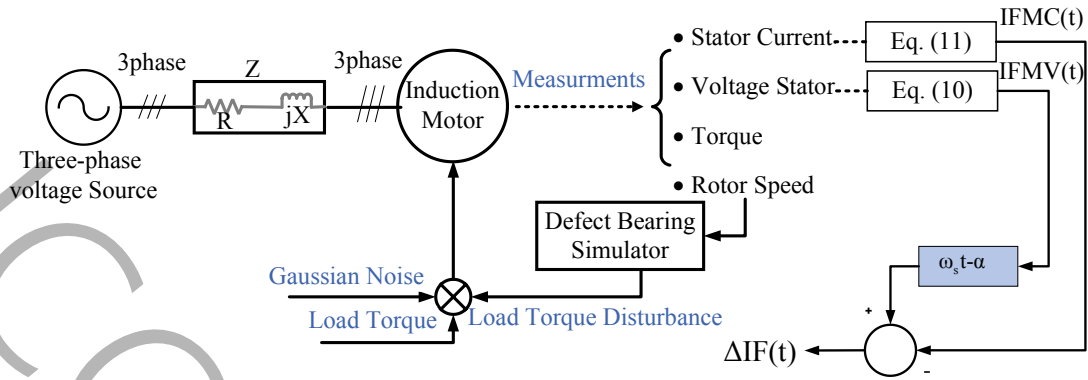 3phase
Z
3phase
R
jX
Three-phase
voltage Source
Induction
Motor
Measurments
• Stator Current
• Voltage Stator
• Torque
• Rotor Speed
Eq. (11)
IFMC(t)
Eq. (10)
IFMV(t)
Defect Bearing
Simulator
Gaussian Noise
Load Torque
Load Torque Disturbance
ωst-α
+
-
ΔIF(t)